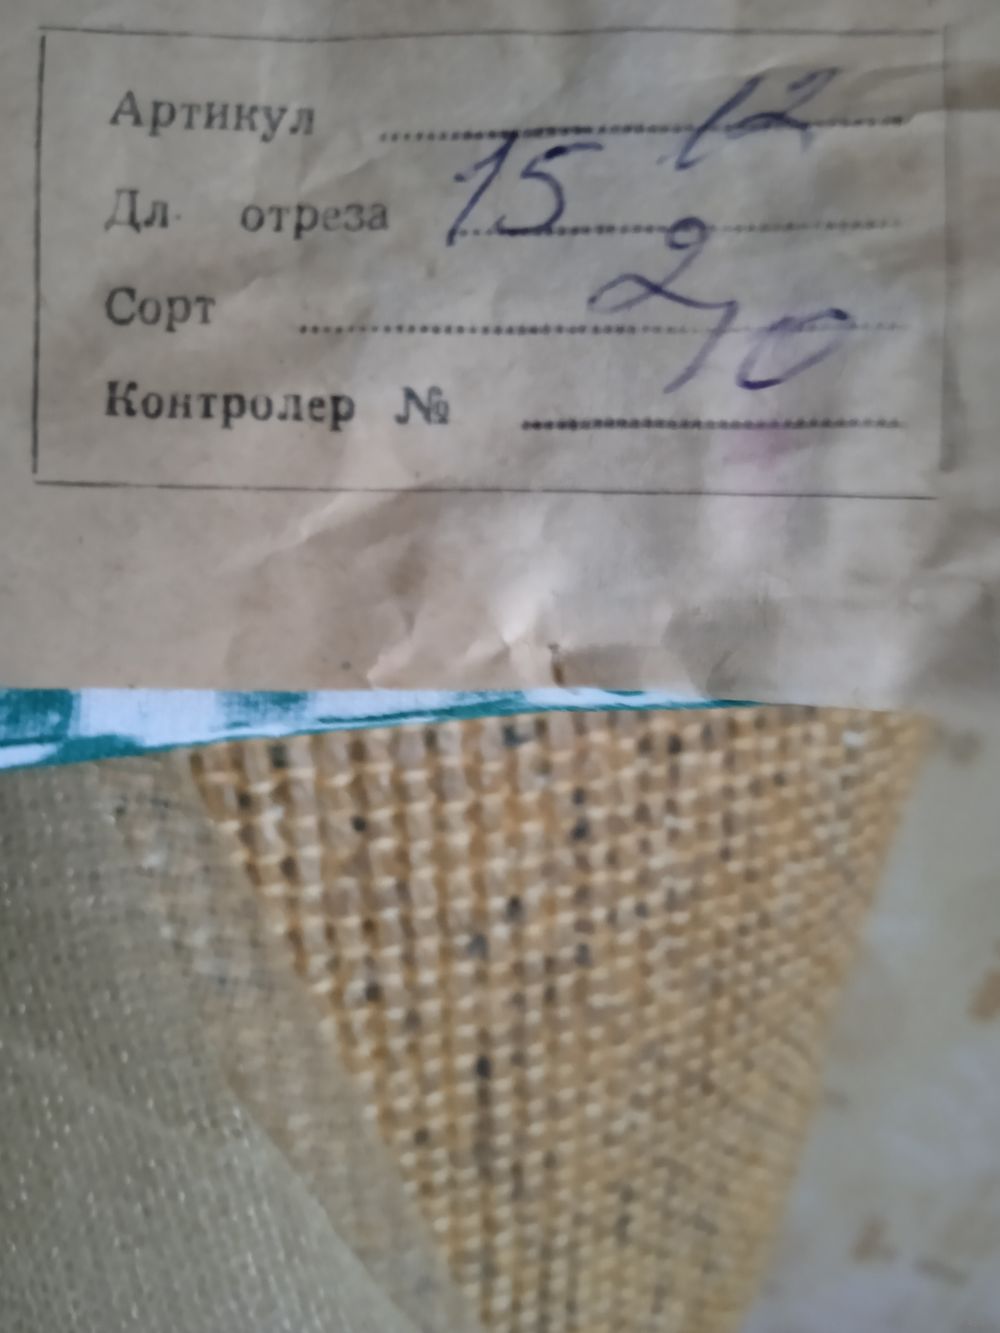 Артикул 12
Дл. отреза 15
Сорт 2
Контролер № 10